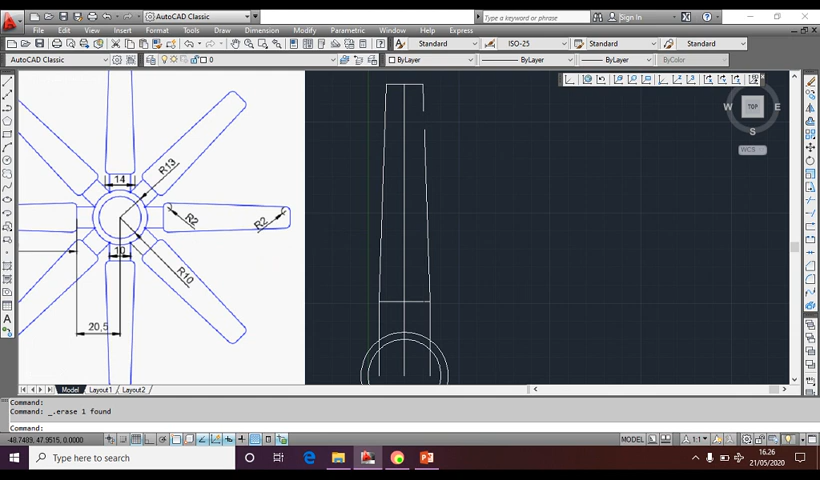 AutoCAD Classic
Type a keyword or phrase
Sign In
File Edit View Insert Format Tools Draw Dimension Modify Parametric Window Help Express
Standard ISO-25 Standard Standard
AutoCAD Classic 0 ByLayer ByLayer ByLayer ByColor
TOP
W E
S
WCS
R13
14
R2
R2
10
R10
20,5
Model Layout1 Layout2
Command:
Command: _.erase 1 found
Command:
-48.7489, 47.9515, 0.0000
MODEL 1:1
Type here to search
16.26
21/05/2020